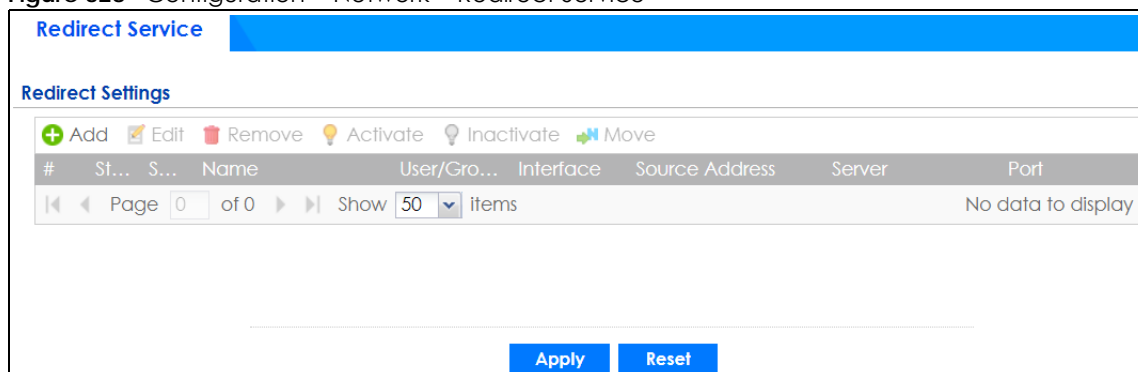 Redirect Service
Redirect Settings
Add Edit Remove Activate Inactivate Move
# St... S... Name User/Gro... Interface Source Address Server Port
Page 0 of 0 Show 50 items No data to display
Apply Reset